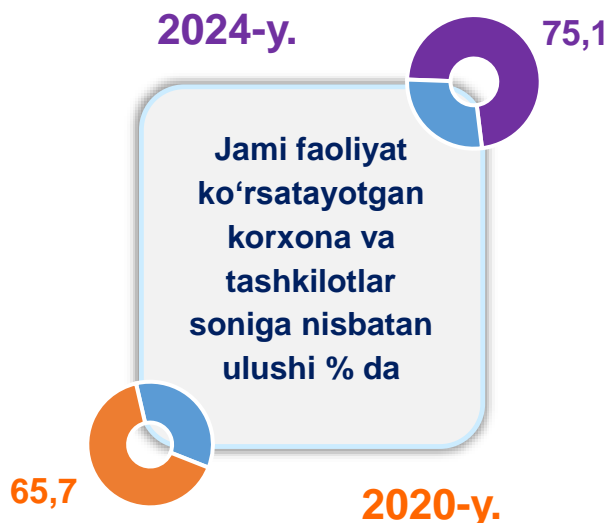 2024-y.
75,1
Jami faoliyat
ko‘rsatayotgan
korxona va
tashkilotlar
soniga nisbatan
ulushi % da
65,7
2020-y.